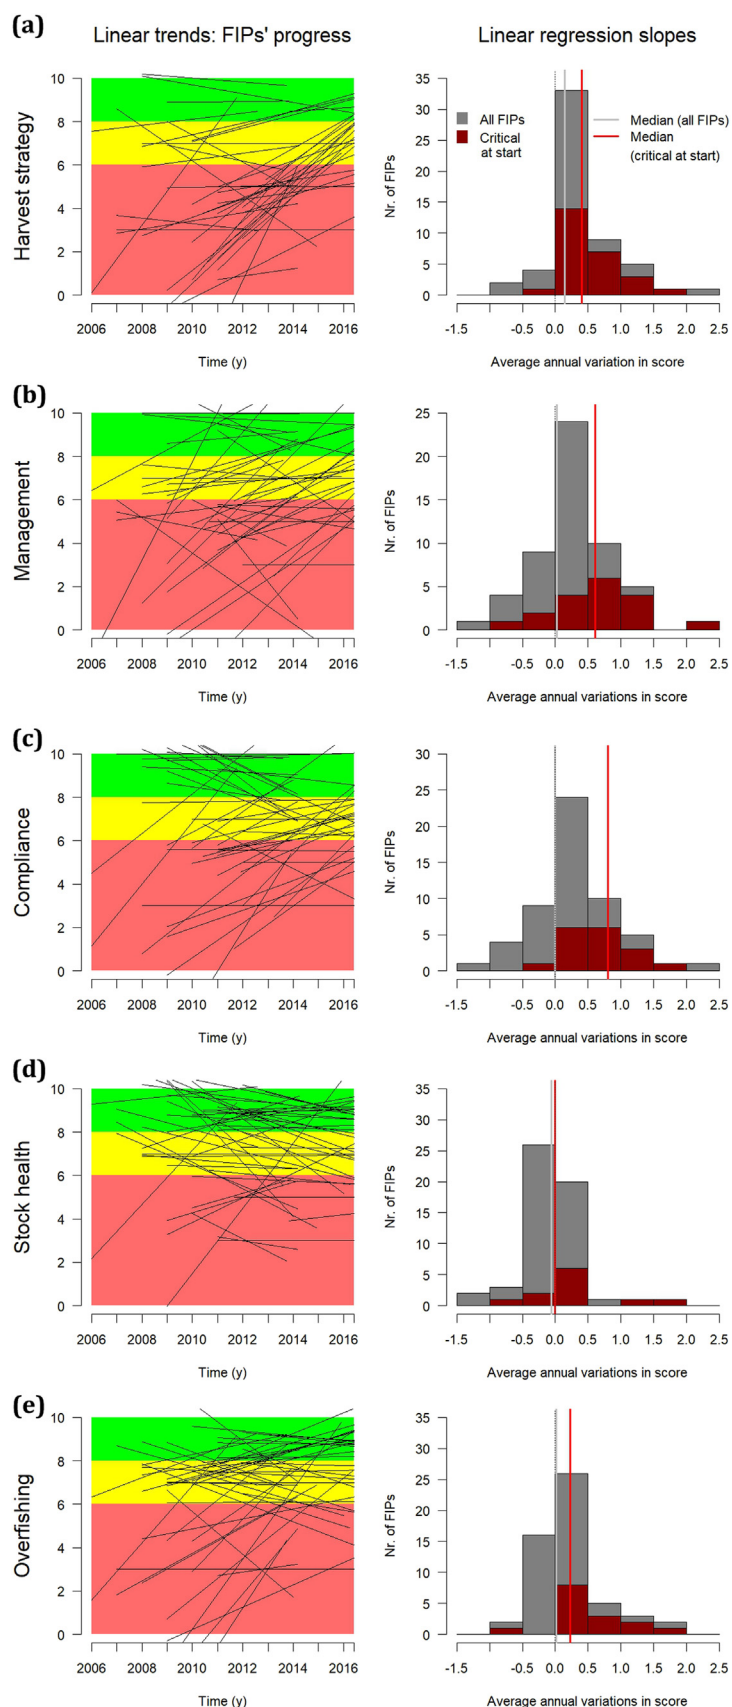 (a)
Linear trends: FIPs' progress
Linear regression slopes
Harvest strategy
10
8
6
4
2
0
2006 2008 2010 2012 2014 2016
Time (y)
Nr. of FIPs
35
30
25
20
15
10
5
0
All FIPs
Critical
at start
Median (all FIPs)
Median
(critical at start)
-1.5 -0.5 0.0 0.5 1.0 1.5 2.5
Average annual variation in score
(b)
Management
10
8
6
4
2
0
2006 2008 2010 2012 2014 2016
Time (y)
Nr. of FIPs
25
20
15
10
5
0
-1.5 -0.5 0.0 0.5 1.0 1.5 2.5
Average annual variations in score
(c)
Compliance
10
8
6
4
2
0
2006 2008 2010 2012 2014 2016
Time (y)
Nr. of FIPs
30
25
20
15
10
5
0
-1.5 -0.5 0.0 0.5 1.0 1.5 2.5
Average annual variations in score
(d)
Stock health
10
8
6
4
2
0
2006 2008 2010 2012 2014 2016
Time (y)
Nr. of FIPs
35
30
25
20
15
10
5
0
-1.5 -0.5 0.0 0.5 1.0 1.5 2.5
Average annual variations in score
(e)
Overfishing
10
8
6
4
2
0
2006 2008 2010 2012 2014 2016
Time (y)
Nr. of FIPs
35
30
25
20
15
10
5
0
-1.5 -0.5 0.0 0.5 1.0 1.5 2.5
Average annual variations in score